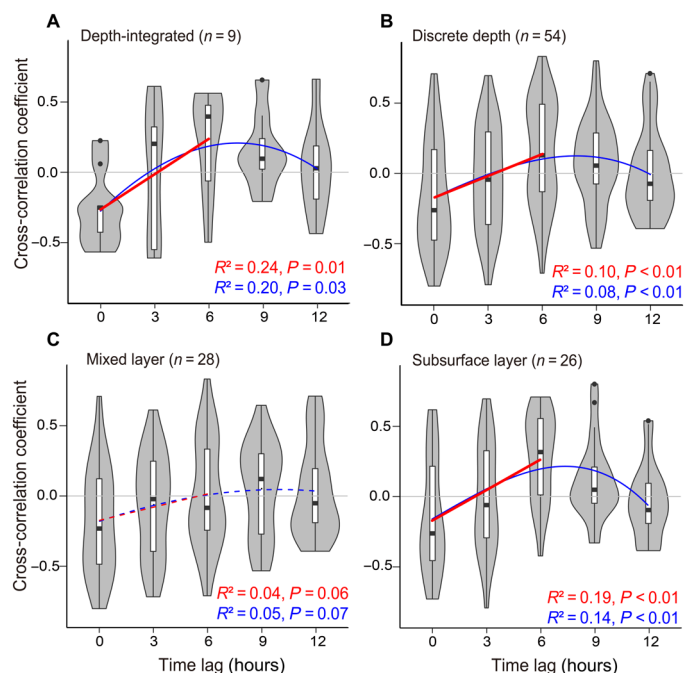 A
Depth-integrated (n = 9)
Cross-correlation coefficient
0.5
0.0
−0.5
R² = 0.24, P = 0.01
R² = 0.20, P = 0.03
0 3 6 9 12
B
Discrete depth (n = 54)
0.5
0.0
−0.5
R² = 0.10, P < 0.01
R² = 0.08, P < 0.01
0 3 6 9 12
C
Mixed layer (n = 28)
Cross-correlation coefficient
0.5
0.0
−0.5
R² = 0.04, P = 0.06
R² = 0.05, P = 0.07
0 3 6 9 12
Time lag (hours)
D
Subsurface layer (n = 26)
0.5
0.0
−0.5
R² = 0.19, P < 0.01
R² = 0.14, P < 0.01
0 3 6 9 12
Time lag (hours)